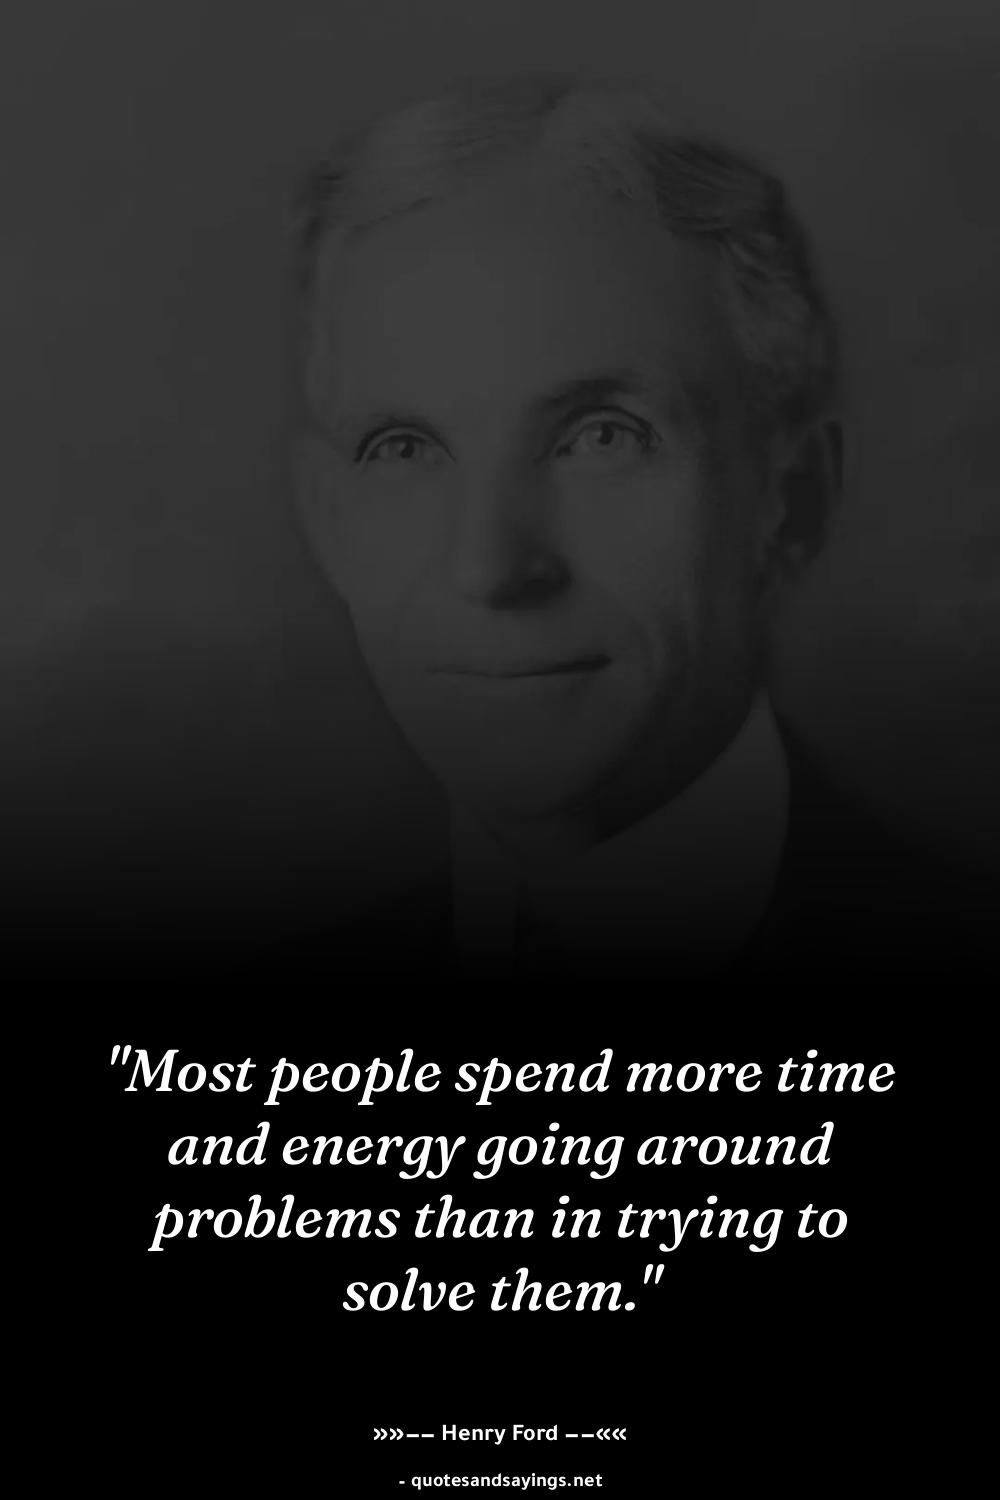 "Most people spend more time
and energy going around
problems than in trying to
solve them."
»»–– Henry Ford ––««
- quotesandsayings.net